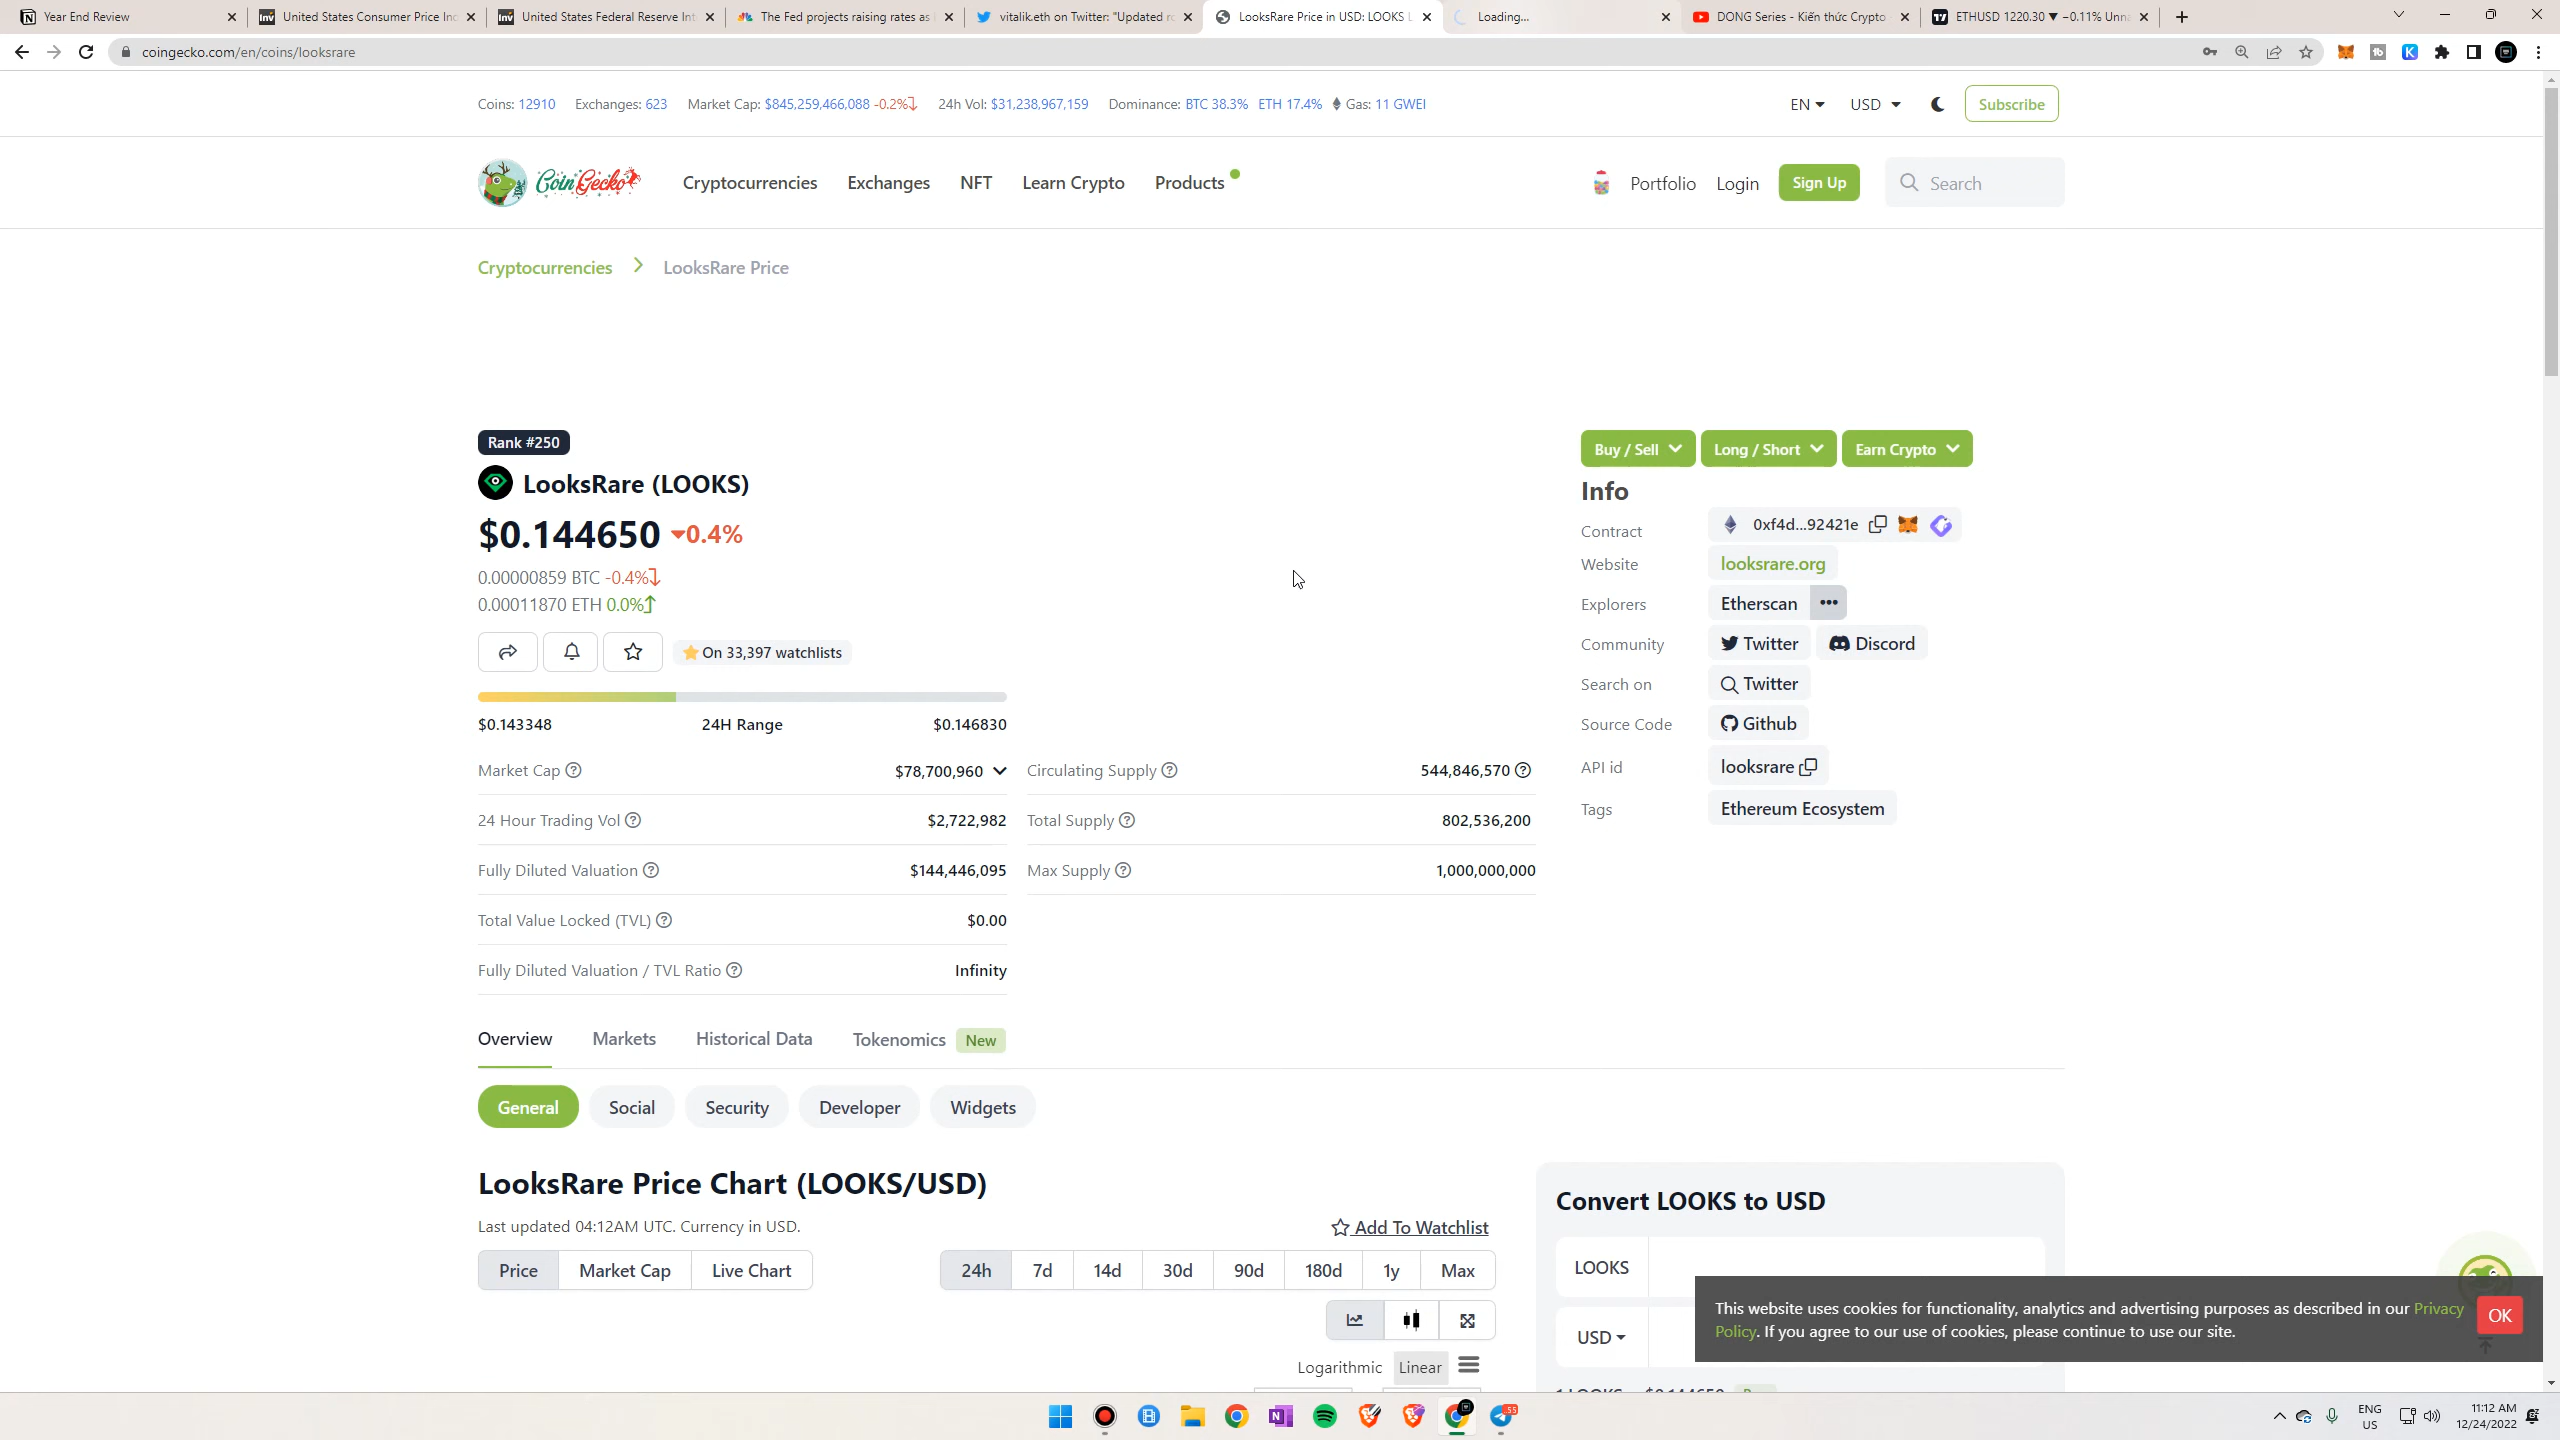 Year End Review
United States Consumer Price Inc
United States Federal Reserve Int
The Fed projects raising rates as
vitalik.eth on Twitter: "Updated ro
LooksRare Price in USD: LOOKS L
Loading...
DONG Series - Kiến thức Crypto
ETHUSD 1220.30 ▼ −0.11% Unna
coingecko.com/en/coins/looksrare
Coins: 12910 Exchanges: 623 Market Cap: $845,259,466,088 -0.2% 24h Vol: $31,238,967,159 Dominance: BTC 38.3% ETH 17.4% Gas: 11 GWEI
EN USD Subscribe
CoinGecko
Cryptocurrencies Exchanges NFT Learn Crypto Products
Portfolio Login Sign Up Search
Cryptocurrencies > LooksRare Price
Rank #250
LooksRare (LOOKS)
$0.144650 0.4%
0.00000859 BTC -0.4%
0.00011870 ETH 0.0%
On 33,397 watchlists
$0.143348 24H Range $0.146830
Market Cap $78,700,960
24 Hour Trading Vol $2,722,982
Fully Diluted Valuation $144,446,095
Total Value Locked (TVL) $0.00
Fully Diluted Valuation / TVL Ratio Infinity
Circulating Supply 544,846,570
Total Supply 802,536,200
Max Supply 1,000,000,000
Buy / Sell Long / Short Earn Crypto
Info
Contract 0xf4d...92421e
Website looksrare.org
Explorers Etherscan •••
Community Twitter Discord
Search on Twitter
Source Code Github
API id looksrare
Tags Ethereum Ecosystem
Overview Markets Historical Data Tokenomics New
General Social Security Developer Widgets
LooksRare Price Chart (LOOKS/USD)
Last updated 04:12AM UTC. Currency in USD.
Add To Watchlist
Price Market Cap Live Chart
24h 7d 14d 30d 90d 180d 1y Max
Logarithmic Linear
Convert LOOKS to USD
LOOKS
USD
This website uses cookies for functionality, analytics and advertising purposes as described in our Privacy
Policy. If you agree to our use of cookies, please continue to use our site.
OK
55
ENG
US
11:12 AM
12/24/2022